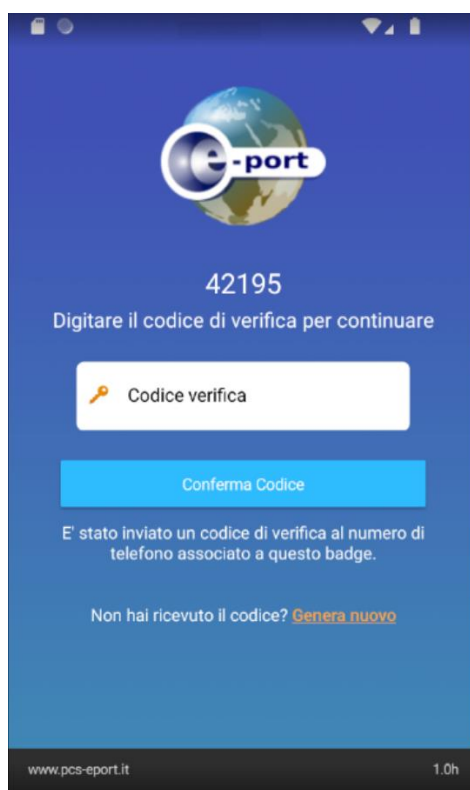 e-port
42195
Digitare il codice di verifica per continuare
Codice verifica
Conferma Codice
E' stato inviato un codice di verifica al numero di
telefono associato a questo badge.
Non hai ricevuto il codice? Genera nuovo
www.pcs-eport.it 1.0h